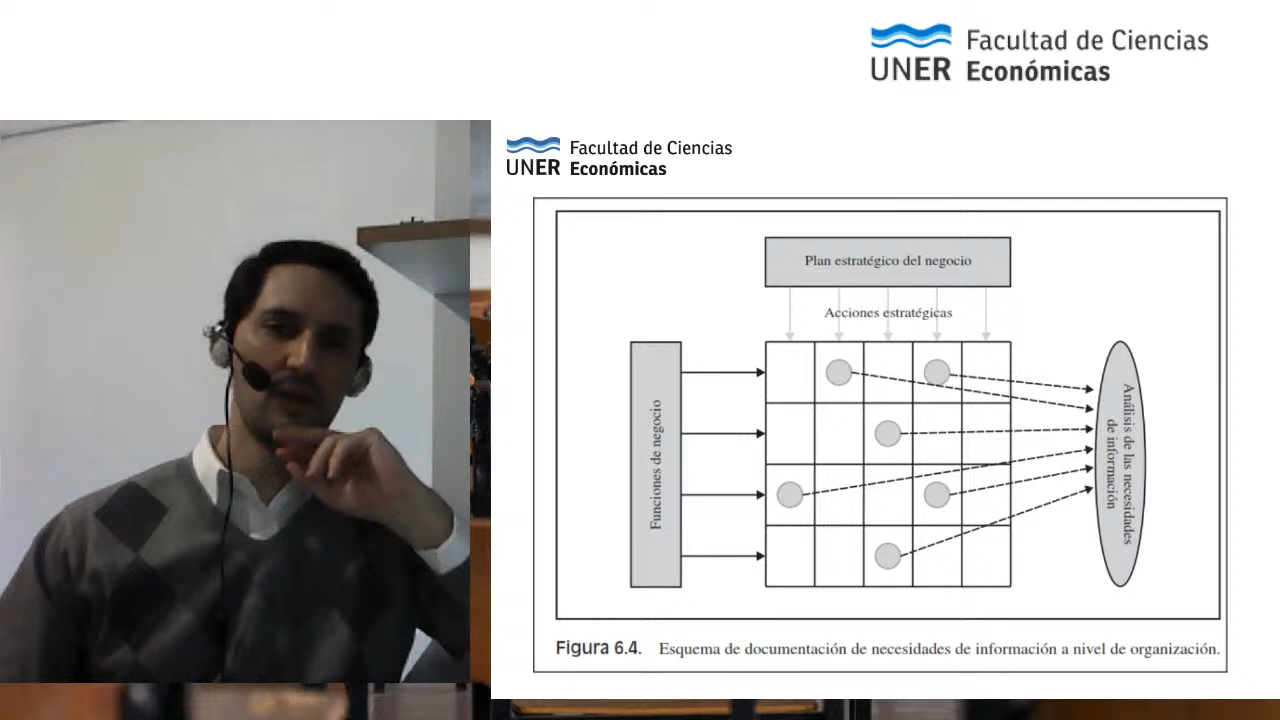 UNER Facultad de Ciencias
Económicas
UNER Facultad de Ciencias
Económicas
Plan estratégico del negocio
Acciones estratégicas
Funciones de negocio
Análisis de las necesidades
de información
Figura 6.4. Esquema de documentación de necesidades de información a nivel de organización.